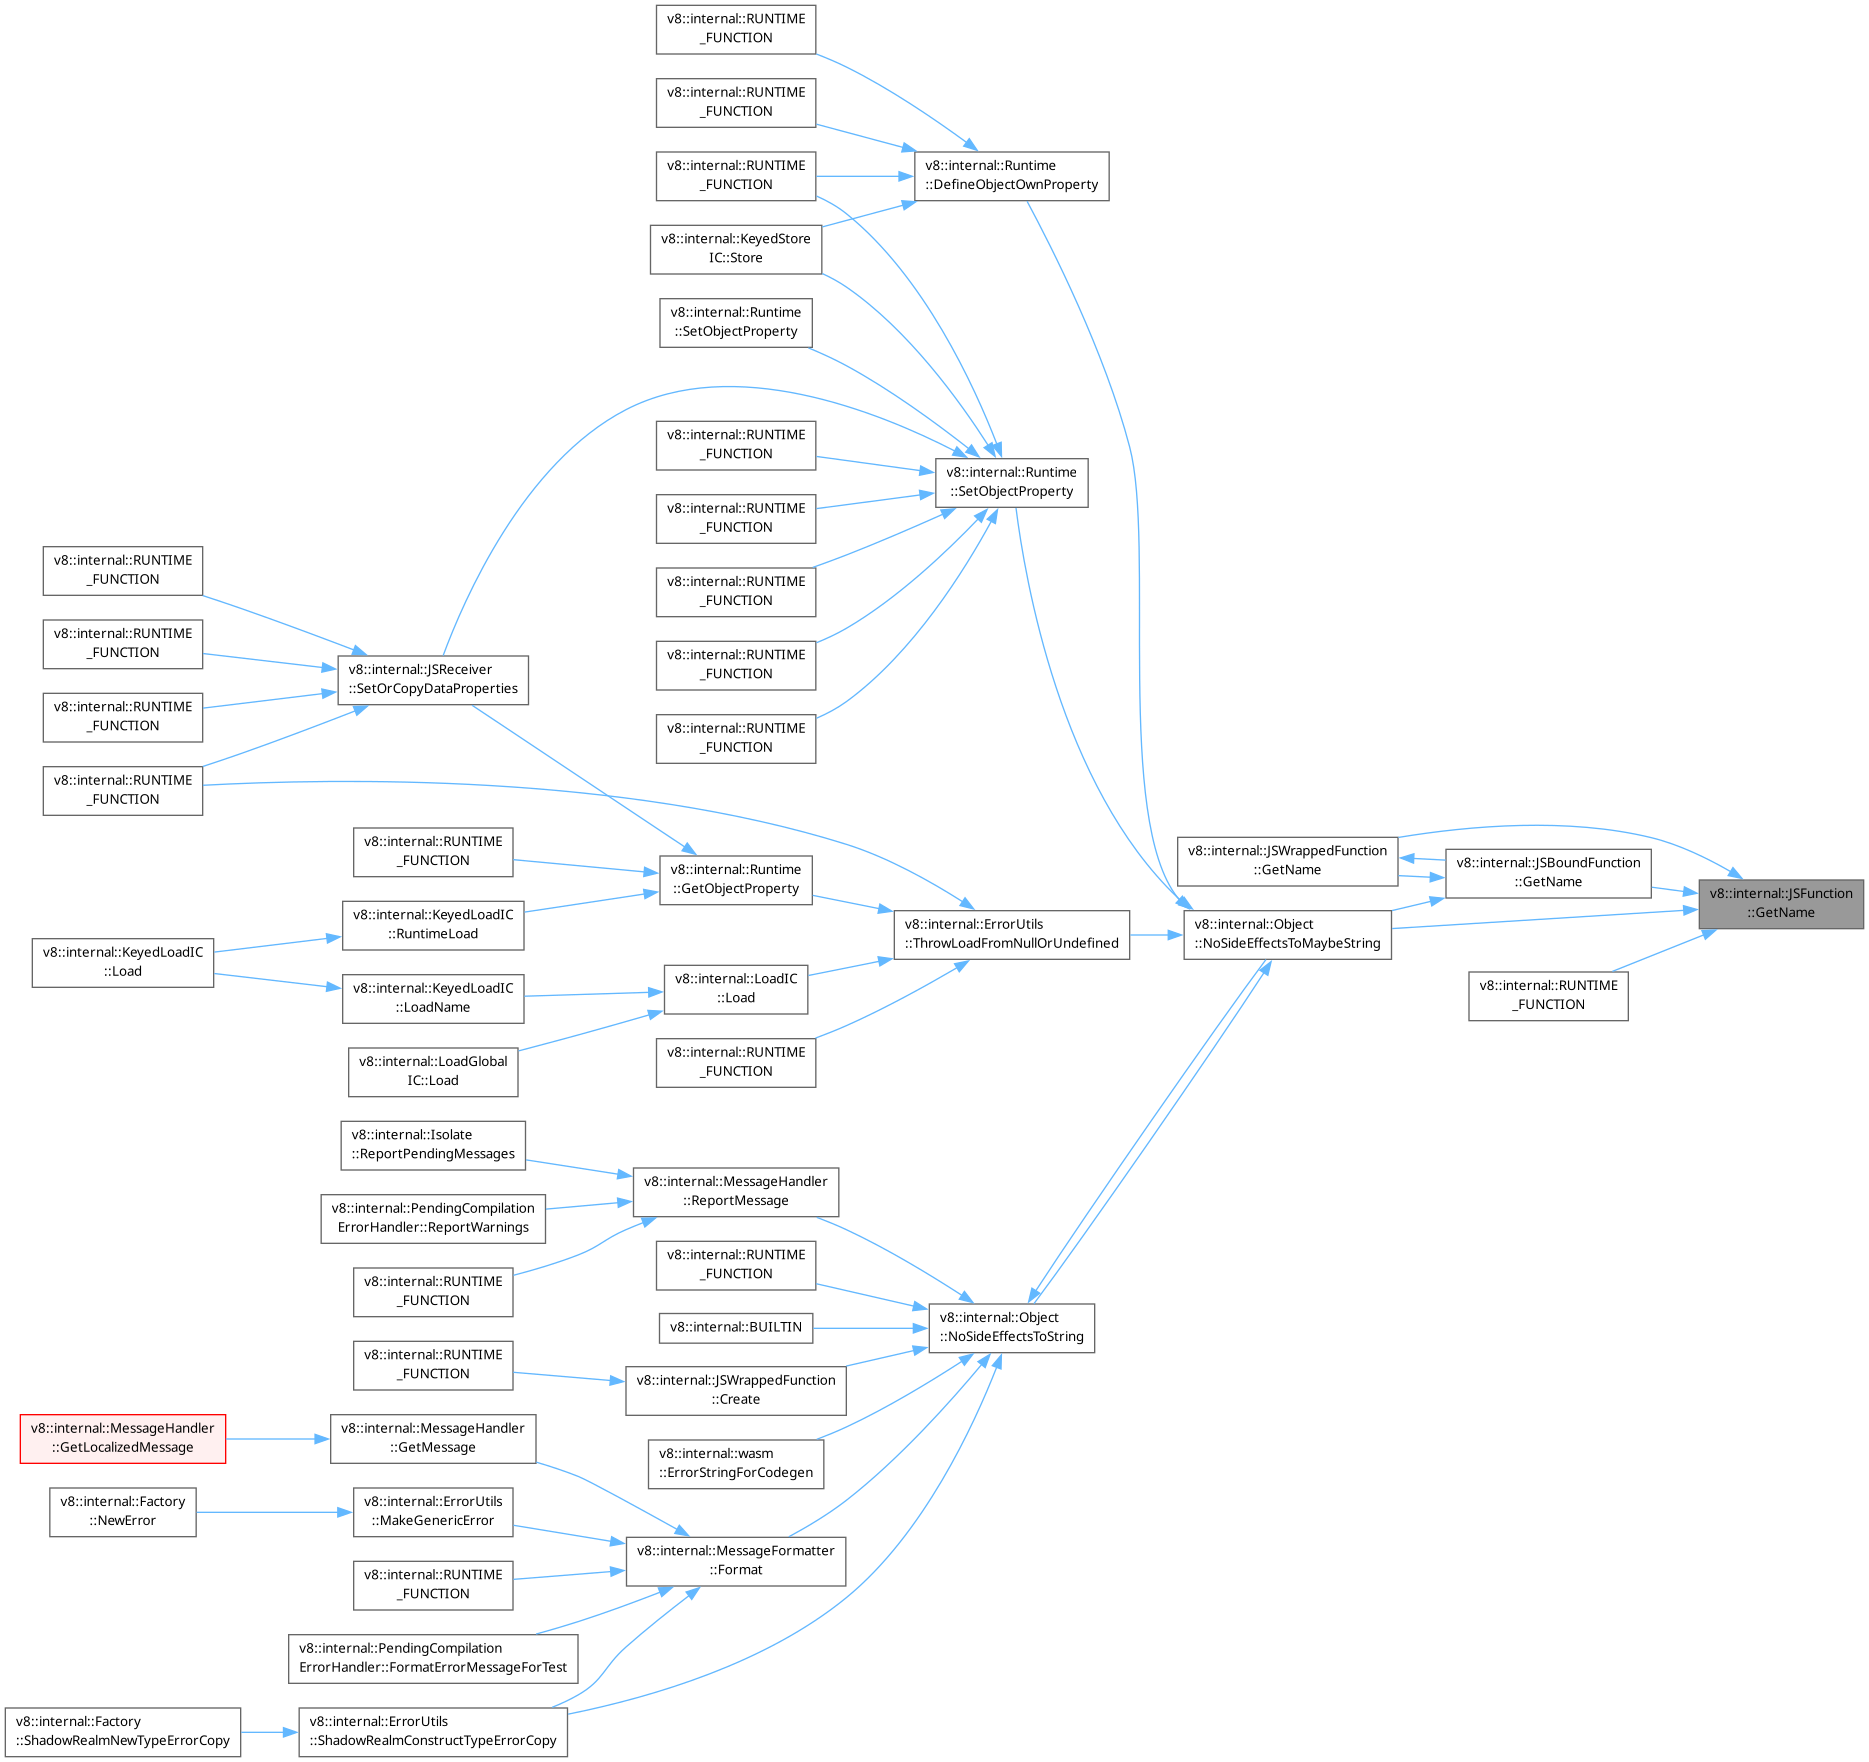 v8::internal::RUNTIME
_FUNCTION
v8::internal::RUNTIME
_FUNCTION
v8::internal::RUNTIME
_FUNCTION
v8::internal::Runtime
::DefineObjectOwnProperty
v8::internal::KeyedStore
IC::Store
v8::internal::Runtime
::SetObjectProperty
v8::internal::RUNTIME
_FUNCTION
v8::internal::Runtime
::SetObjectProperty
v8::internal::RUNTIME
_FUNCTION
v8::internal::RUNTIME
_FUNCTION
v8::internal::RUNTIME
_FUNCTION
v8::internal::RUNTIME
_FUNCTION
v8::internal::RUNTIME
_FUNCTION
v8::internal::RUNTIME
_FUNCTION
v8::internal::JSReceiver
::SetOrCopyDataProperties
v8::internal::RUNTIME
_FUNCTION
v8::internal::RUNTIME
_FUNCTION
v8::internal::RUNTIME
_FUNCTION
v8::internal::Runtime
::GetObjectProperty
v8::internal::JSWrappedFunction
::GetName
v8::internal::JSBoundFunction
::GetName
v8::internal::JSFunction
::GetName
v8::internal::KeyedLoadIC
::RuntimeLoad
v8::internal::ErrorUtils
::ThrowLoadFromNullOrUndefined
v8::internal::Object
::NoSideEffectsToMaybeString
v8::internal::KeyedLoadIC
::Load
v8::internal::LoadIC
::Load
v8::internal::KeyedLoadIC
::LoadName
v8::internal::RUNTIME
_FUNCTION
v8::internal::LoadGlobal
IC::Load
v8::internal::RUNTIME
_FUNCTION
v8::internal::Isolate
::ReportPendingMessages
v8::internal::MessageHandler
::ReportMessage
v8::internal::PendingCompilation
ErrorHandler::ReportWarnings
v8::internal::RUNTIME
_FUNCTION
v8::internal::RUNTIME
_FUNCTION
v8::internal::Object
::NoSideEffectsToString
v8::internal::BUILTIN
v8::internal::RUNTIME
_FUNCTION
v8::internal::JSWrappedFunction
::Create
v8::internal::MessageHandler
::GetLocalizedMessage
v8::internal::MessageHandler
::GetMessage
v8::internal::wasm
::ErrorStringForCodegen
v8::internal::Factory
::NewError
v8::internal::ErrorUtils
::MakeGenericError
v8::internal::MessageFormatter
::Format
v8::internal::RUNTIME
_FUNCTION
v8::internal::PendingCompilation
ErrorHandler::FormatErrorMessageForTest
v8::internal::Factory
::ShadowRealmNewTypeErrorCopy
v8::internal::ErrorUtils
::ShadowRealmConstructTypeErrorCopy